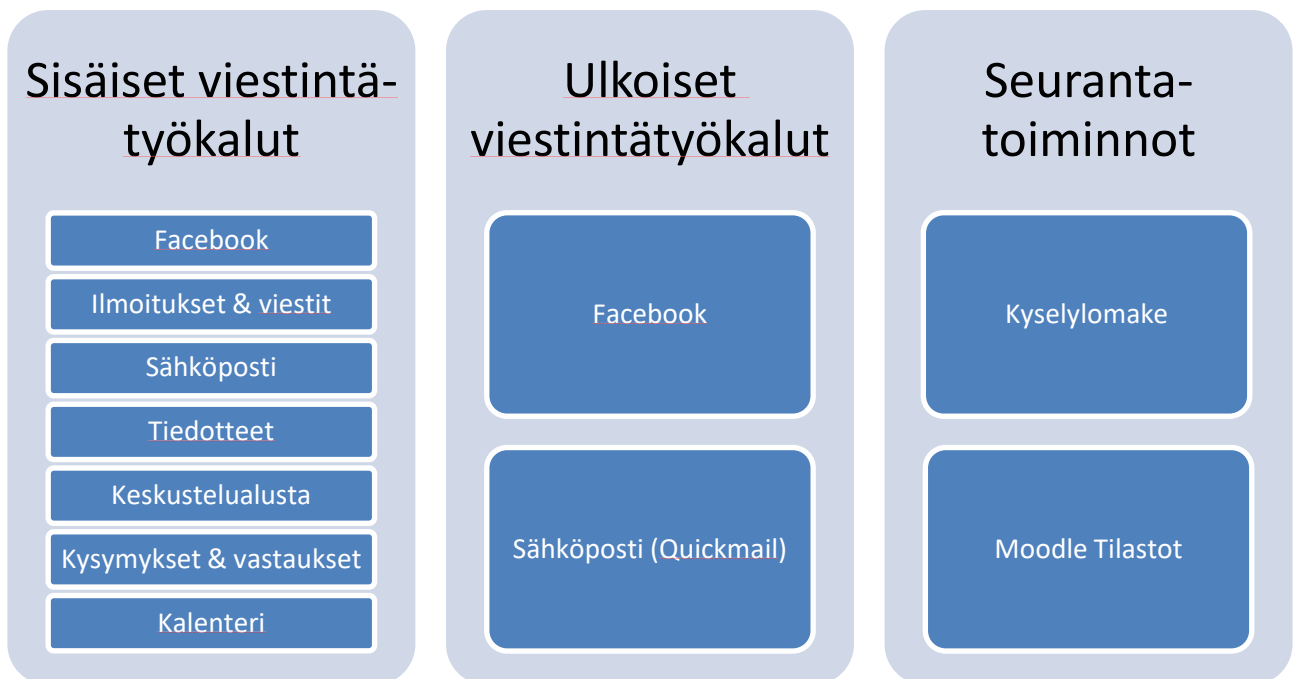 Sisäiset viestintä-
työkalut
Facebook
Ilmoitukset & viestit
Sähköposti
Tiedotteet
Keskustelualusta
Kysymykset & vastaukset
Kalenteri
Ulkoiset
viestintätyökalut
Facebook
Sähköposti (Quickmail)
Seuranta-
toiminnot
Kyselylomake
Moodle Tilastot